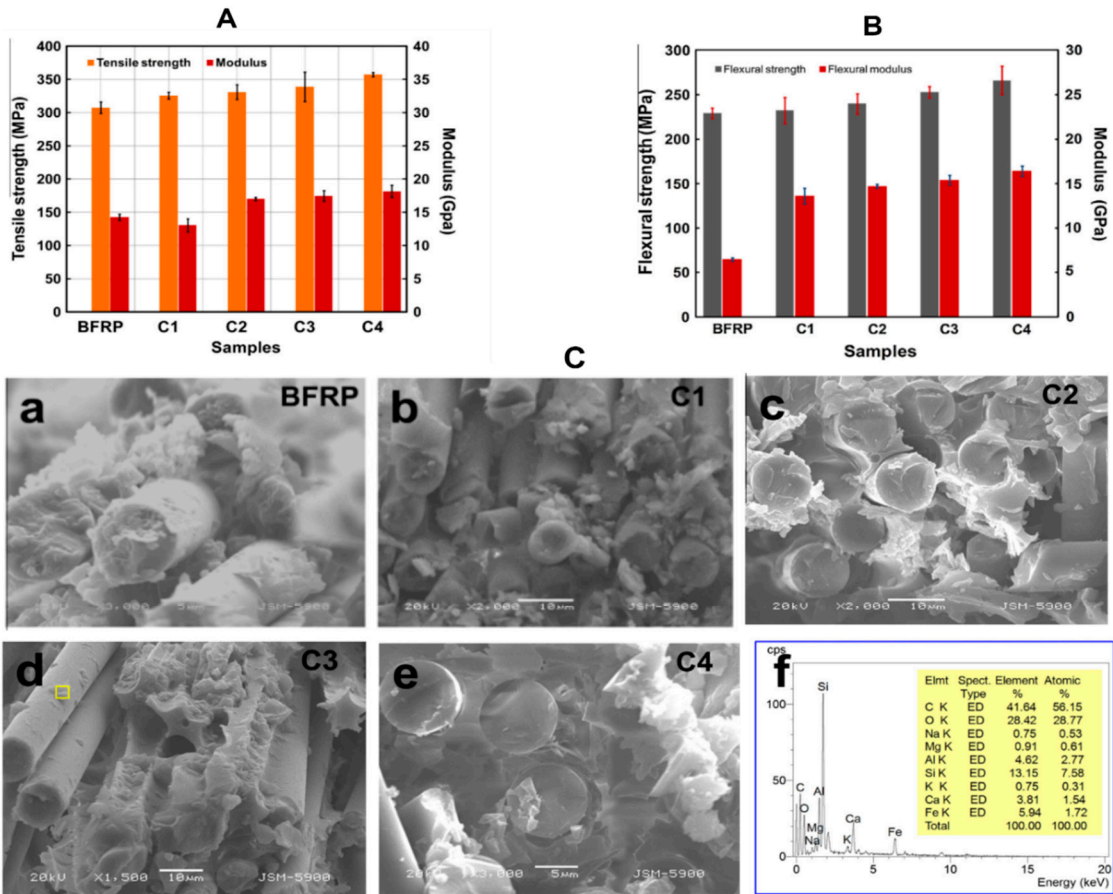 A
B
Tensile strength
Modulus
Tensile strength (MPa)
400
350
300
250
200
150
100
50
0
40
35
30
25
20
15
10
5
0
Modulus (Gpa)
BFRP C1 C2 C3 C4
Samples
Flexural strength
Flexural modulus
Flexural strength (MPa)
300
250
200
150
100
50
0
30
25
20
15
10
5
0
Modulus (GPa)
BFRP C1 C2 C3 C4
Samples
C
a BFRP
X3,000 5μm JSM-5900
b C1
20kV X2,000 10μm JSM-5900
c C2
20kV X2,000 10μm JSM-5900
d C3
20kV X1,500 10μm JSM-5900
e C4
20kV X3,000 5μm JSM-5900
f
cps
100
50
0
Si
C
O
Al
Mg
Na
K
Ca
Fe
0 5 10 15 20
Energy (keV)
Elmt Spect. Element Atomic
Type % %
C K ED 41.64 56.15
O K ED 28.42 28.77
Na K ED 0.75 0.53
Mg K ED 0.91 0.61
Al K ED 4.62 2.77
Si K ED 13.15 7.58
K K ED 0.75 0.31
Ca K ED 3.81 1.54
Fe K ED 5.94 1.72
Total 100.00 100.00